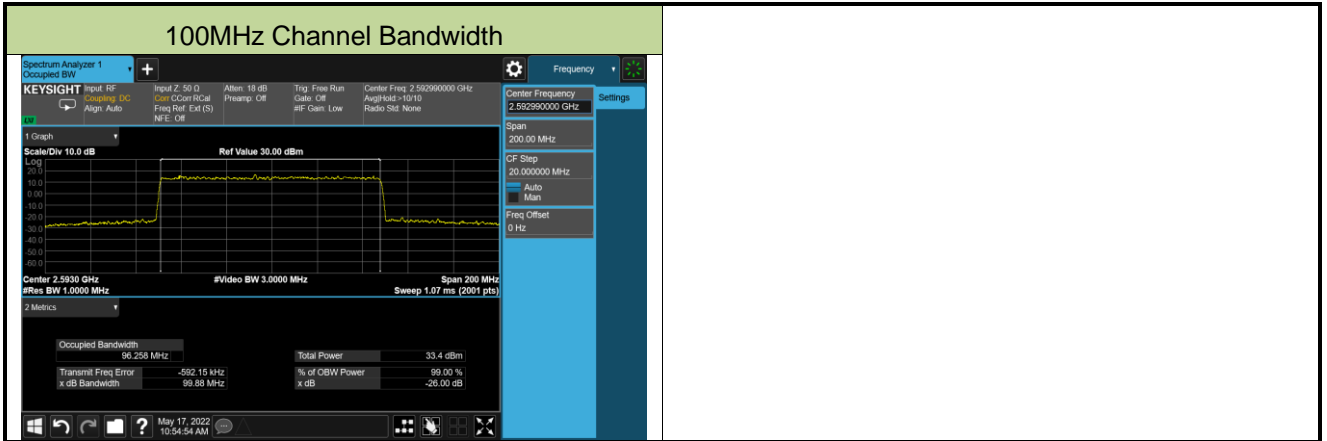 100MHz Channel Bandwidth
Spectrum Analyzer 1
Occupied BW
+
Frequency
KEYSIGHT
Input: RF
Coupling: DC
Align: Auto
Input Z: 50 Ω
Corr CCorr RCal
Freq Ref: Ext (S)
NFE: Off
Atten: 18 dB
Preamp: Off
Trig: Free Run
Gate: Off
#IF Gain: Low
Center Freq: 2.592990000 GHz
Avg|Hold:>10/10
Radio Std: None
LXI
Center Frequency
2.592990000 GHz
Settings
Span
200.00 MHz
CF Step
20.000000 MHz
Auto
Man
Freq Offset
0 Hz
1 Graph
Scale/Div 10.0 dB
Ref Value 30.00 dBm
Log
20.0
10.0
0.00
-10.0
-20.0
-30.0
-40.0
-50.0
-60.0
Center 2.5930 GHz
#Video BW 3.0000 MHz
Span 200 MHz
#Res BW 1.0000 MHz
Sweep 1.07 ms (2001 pts)
2 Metrics
Occupied Bandwidth
96.258 MHz
Total Power 33.4 dBm
Transmit Freq Error -592.15 kHz
% of OBW Power 99.00 %
x dB Bandwidth 99.88 MHz
x dB -26.00 dB
?
May 17, 2022
10:54:54 AM